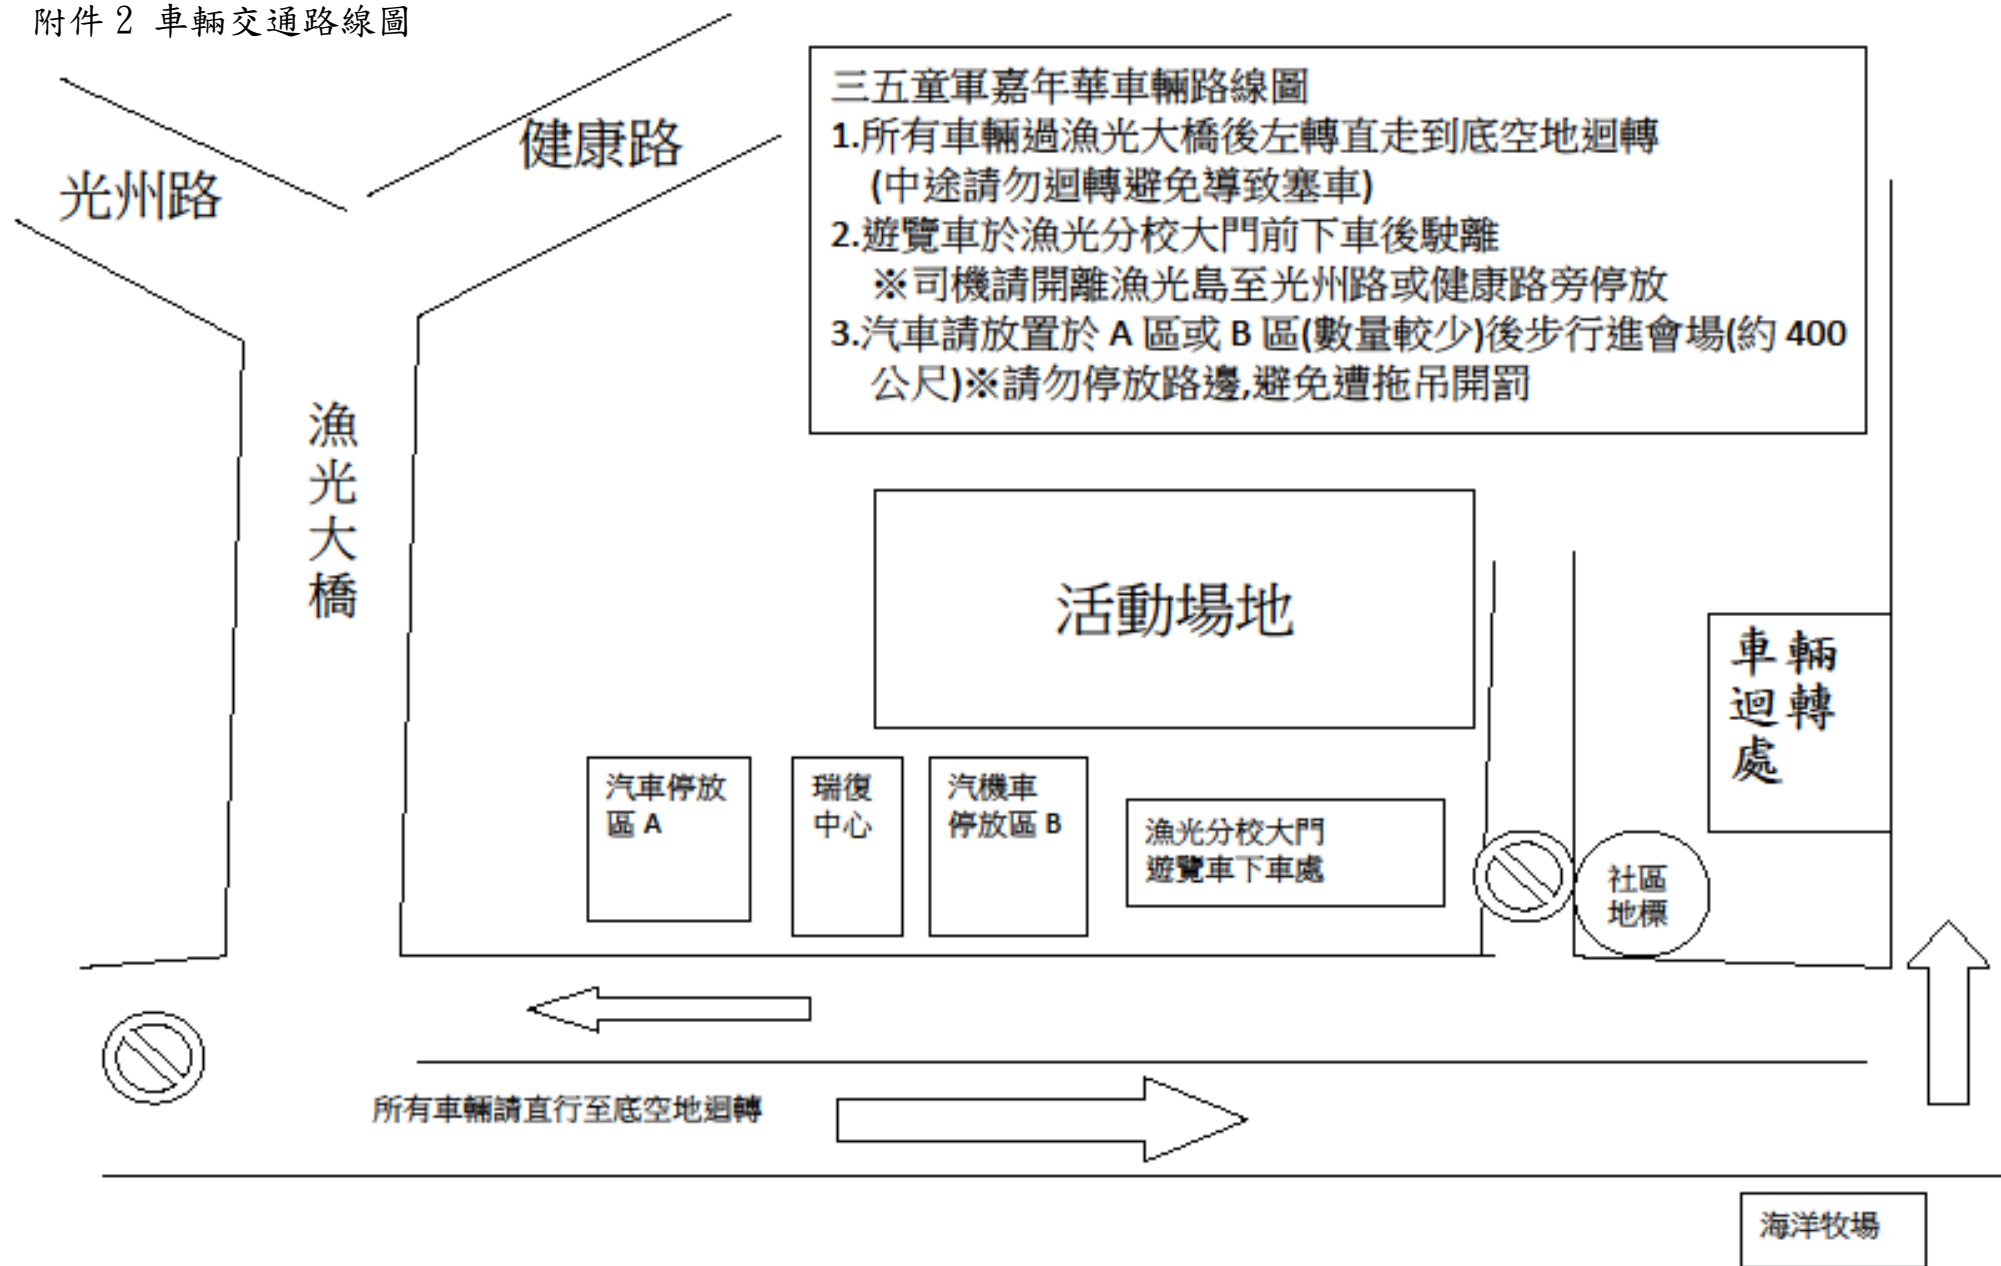 附件 2 車輛交通路線圖
三五童軍嘉年華車輛路線圖
1.所有車輛過漁光大橋後左轉直走到底空地迴轉
(中途請勿迴轉避免導致塞車)
2.遊覽車於漁光分校大門前下車後駛離
※司機請開離漁光島至光州路或健康路旁停放
3.汽車請放置於 A 區或 B 區(數量較少)後步行進會場(約 400
公尺)※請勿停放路邊,避免遭拖吊開罰
健康路
光州路
漁光大橋
活動場地
車輛
迴轉
處
汽車停放
區 A
瑞復
中心
汽機車
停放區 B
漁光分校大門
遊覽車下車處
社區
地標
所有車輛請直行至底空地迴轉
海洋牧場